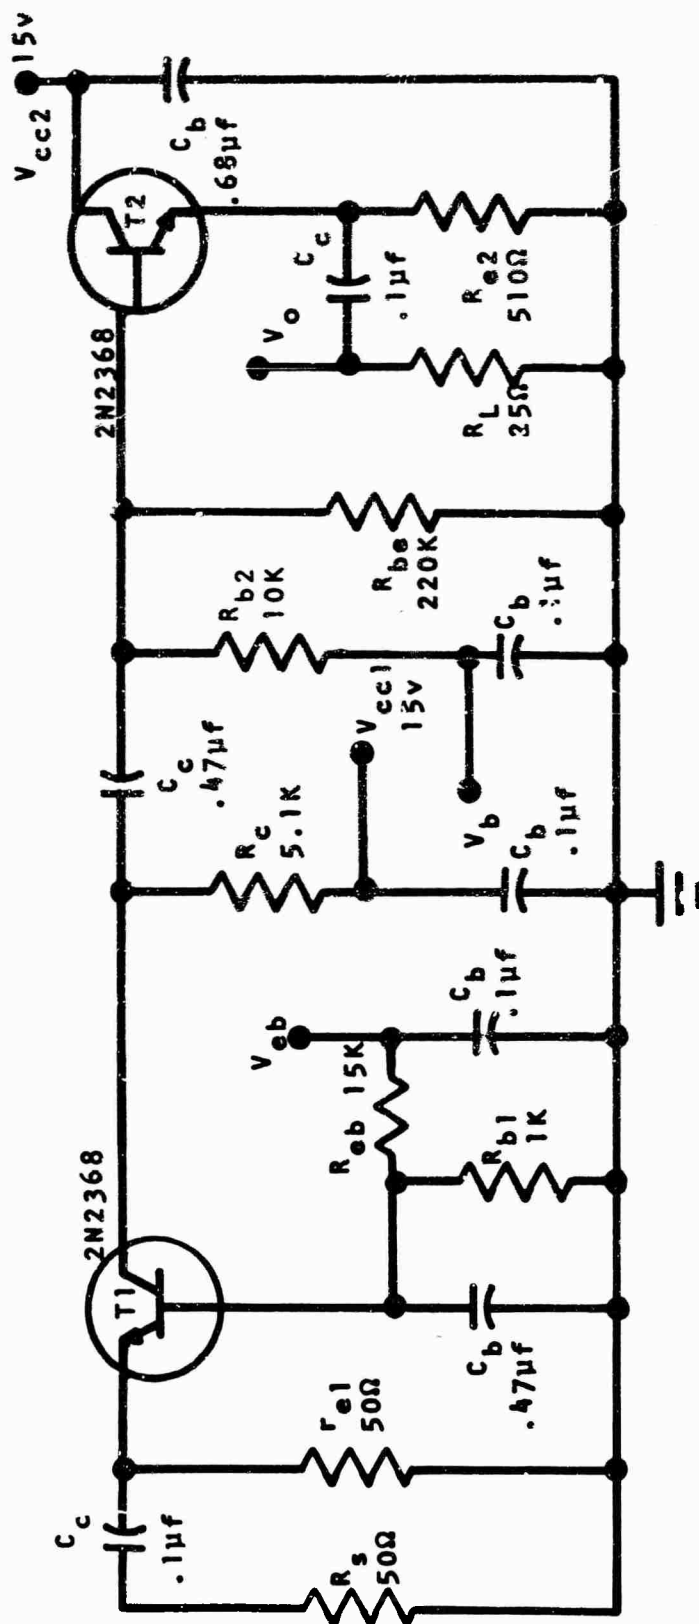 15v
Vcc2
Cb
.68µf
T2
2N2368
Cc
.1µf
Vo
Re2
510Ω
RL
Rbe
220K
Rb2
10K
Cb
Cc
.47µf
Vcc1
15v
Vb
Rc
5.1K
Cb
.1µf
Veb
Cb
.1µf
Reb 15K
Rb1
1K
2N2368
T1
Cb
.47µf
re1
50Ω
Cc
.1µf
Rs
50Ω